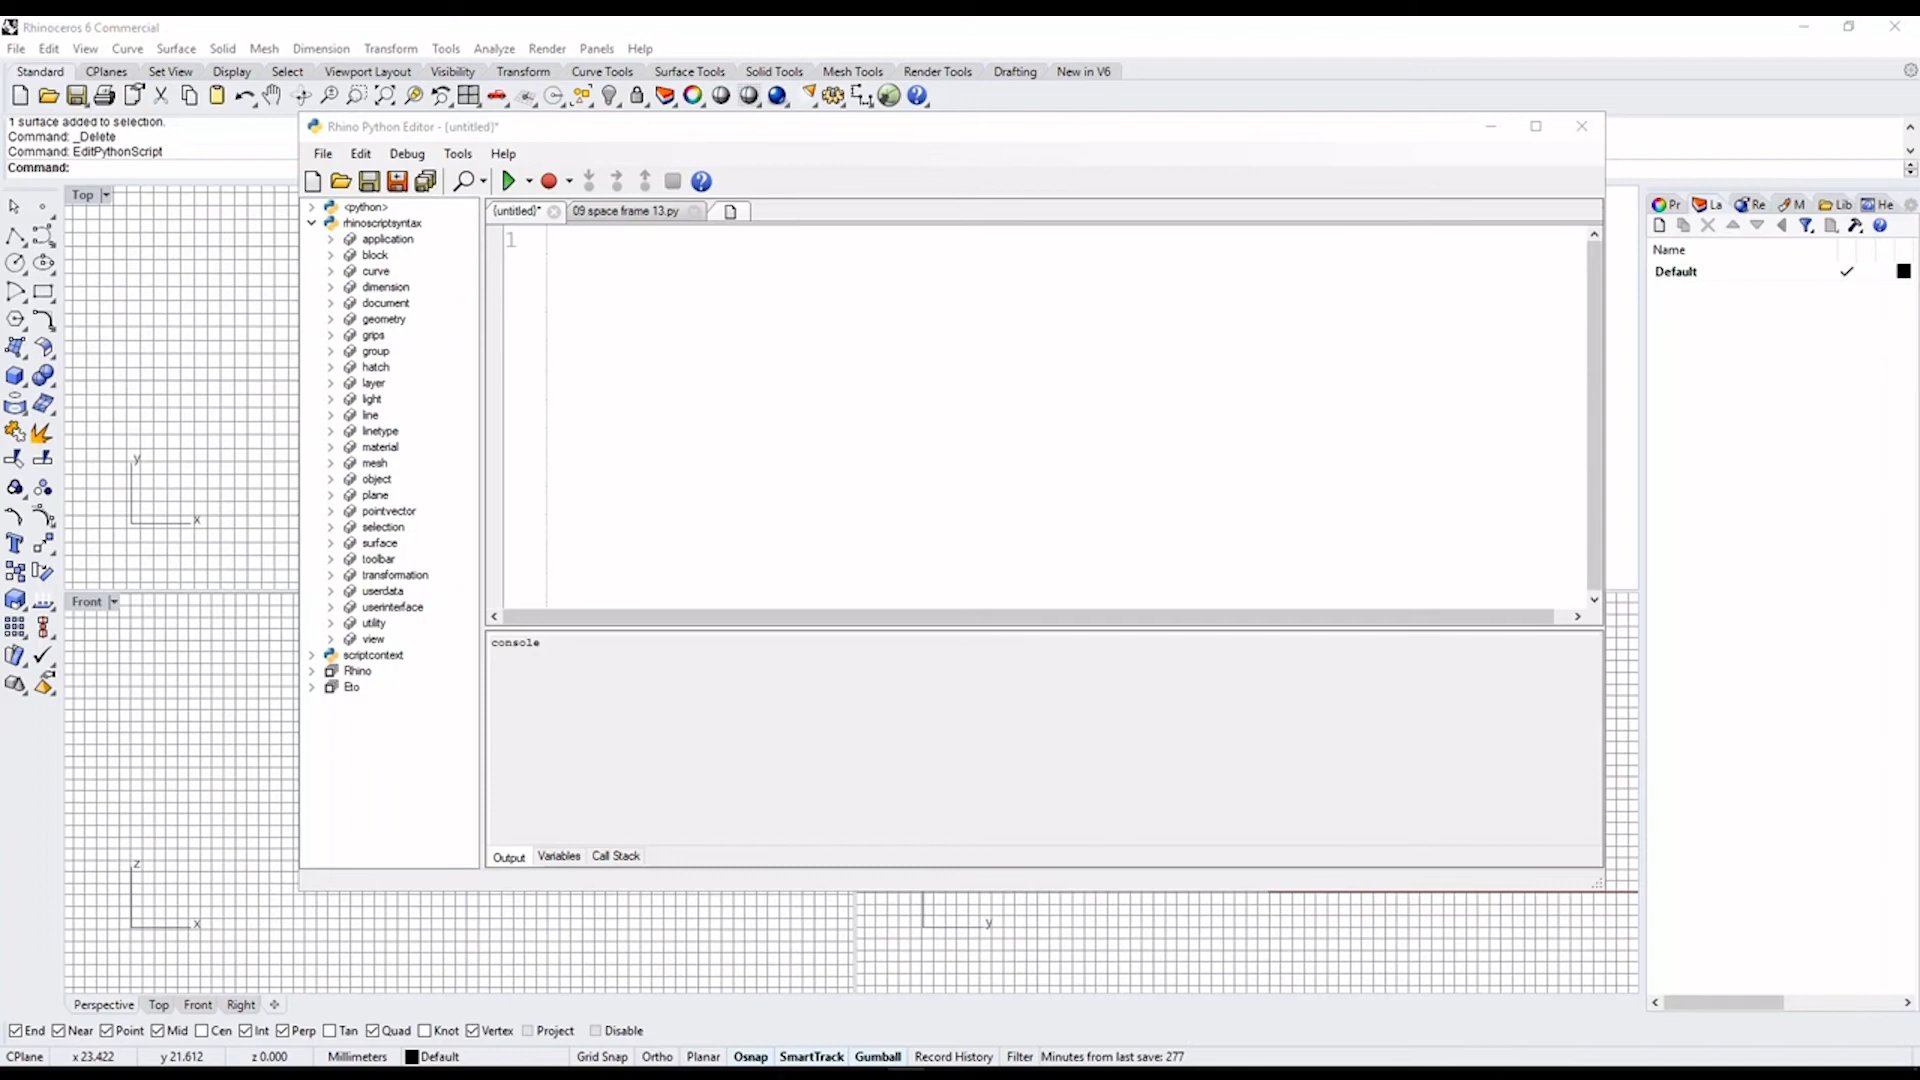 Rhinoceros 6 Commercial
File Edit View Curve Surface Solid Mesh Dimension Transform Tools Analyze Render Panels Help
Standard CPlanes Set View Display Select Viewport Layout Visibility Transform Curve Tools Surface Tools Solid Tools Mesh Tools Render Tools Drafting New in V6
1 surface added to selection.
Command: _Delete
Command: EditPythonScript
Command:
Rhino Python Editor - {untitled}*
File Edit Debug Tools Help
<python>
rhinoscriptsyntax
application
block
curve
dimension
document
geometry
grips
group
hatch
layer
light
line
linetype
material
mesh
object
plane
pointvector
selection
surface
toolbar
transformation
userdata
userinterface
utility
view
scriptcontext
Rhino
Eto
{untitled}* 09 space frame 13.py
1
console
Output Variables Call Stack
Top
y
x
Front
z
x
y
Pr La Re M Lib He
Name
Default
Perspective Top Front Right
End Near Point Mid Cen Int Perp Tan Quad Knot Vertex Project Disable
CPlane x 23.422 y 21.612 z 0.000 Millimeters Default Grid Snap Ortho Planar Osnap SmartTrack Gumball Record History Filter Minutes from last save: 277